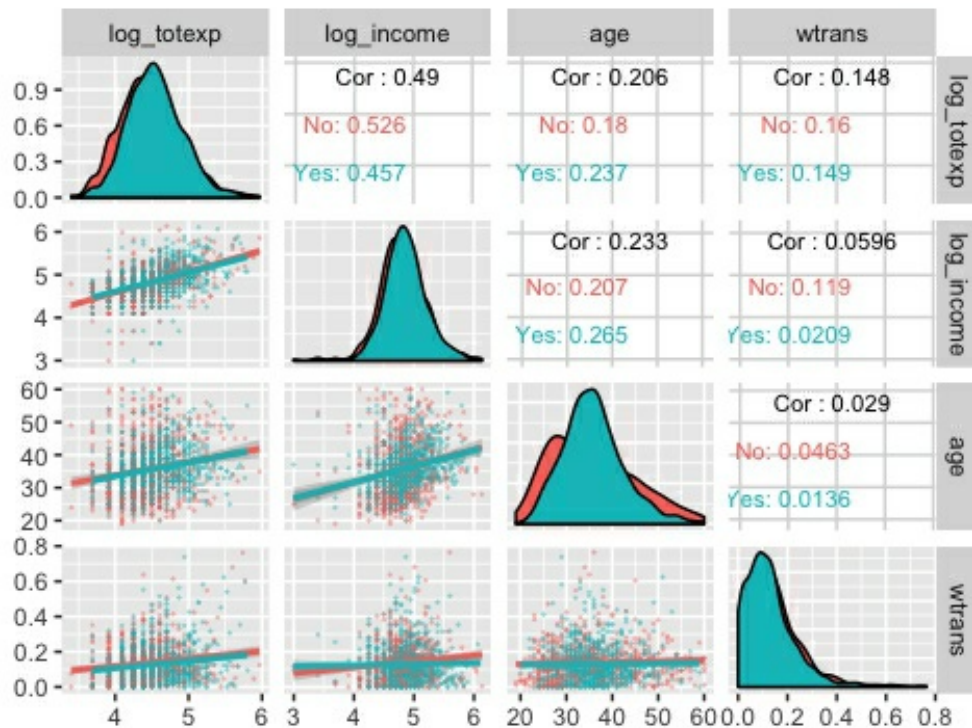 log_totexp log_income age wtrans
0.9
0.6
0.3
0.0
Cor : 0.49
No: 0.526
Yes: 0.457
Cor : 0.206
No: 0.18
Yes: 0.237
Cor : 0.148
No: 0.16
Yes: 0.149
log_totexp
6
5
4
3
Cor : 0.233
No: 0.207
Yes: 0.265
Cor : 0.0596
No: 0.119
Yes: 0.0209
log_income
60
50
40
30
20
Cor : 0.029
No: 0.0463
Yes: 0.0136
age
0.8
0.6
0.4
0.2
0.0
wtrans
4 5 6 3 4 5 6 20 30 40 50 60 0.0 0.2 0.4 0.6 0.8